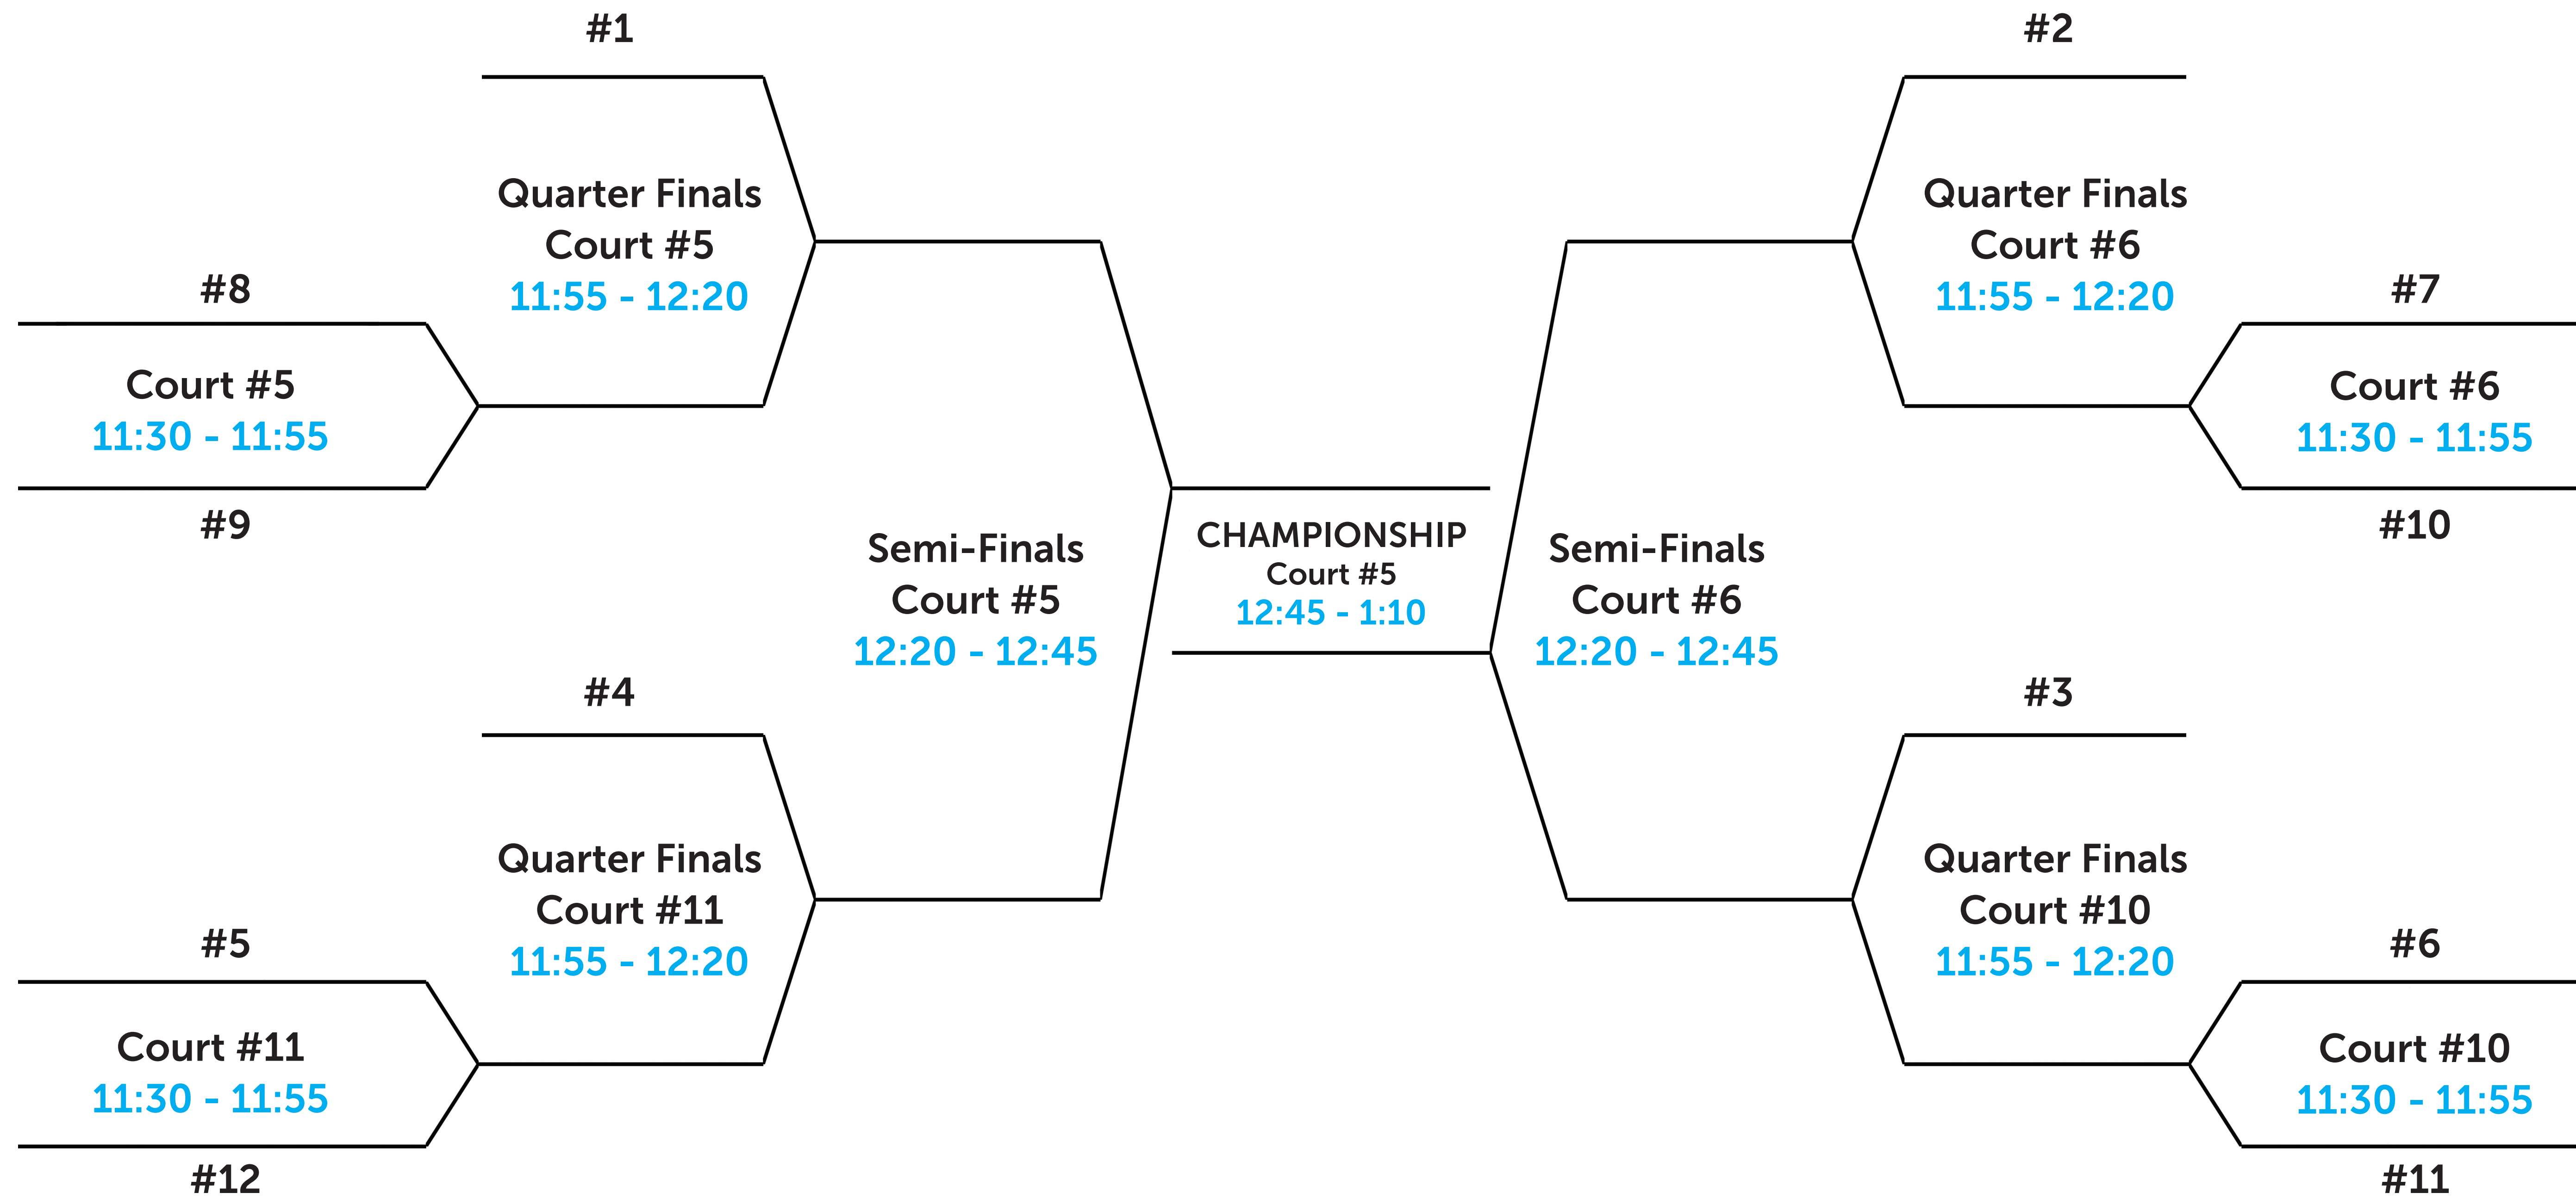 #1
#2
Quarter Finals
Court #5
11:55 - 12:20
Quarter Finals
Court #6
11:55 - 12:20
#8
Court #5
11:30 - 11:55
#9
#7
Court #6
11:30 - 11:55
#10
Semi-Finals
Court #5
12:20 - 12:45
CHAMPIONSHIP
Court #5
12:45 - 1:10
Semi-Finals
Court #6
12:20 - 12:45
#4
#3
Quarter Finals
Court #11
11:55 - 12:20
Quarter Finals
Court #10
11:55 - 12:20
#5
Court #11
11:30 - 11:55
#12
#6
Court #10
11:30 - 11:55
#11